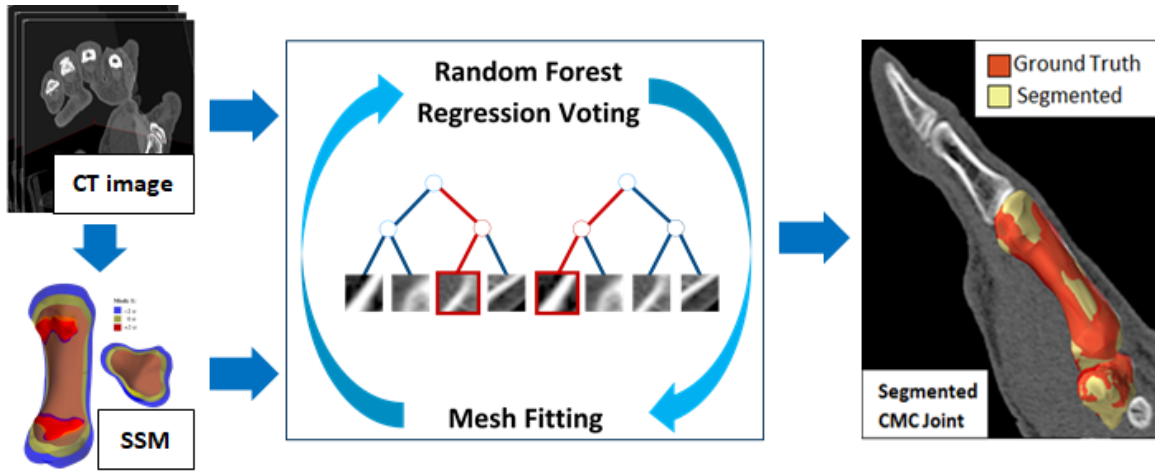 CT image
Random Forest
Regression Voting
Mesh Fitting
SSM
Ground Truth
Segmented
Segmented
CMC Joint